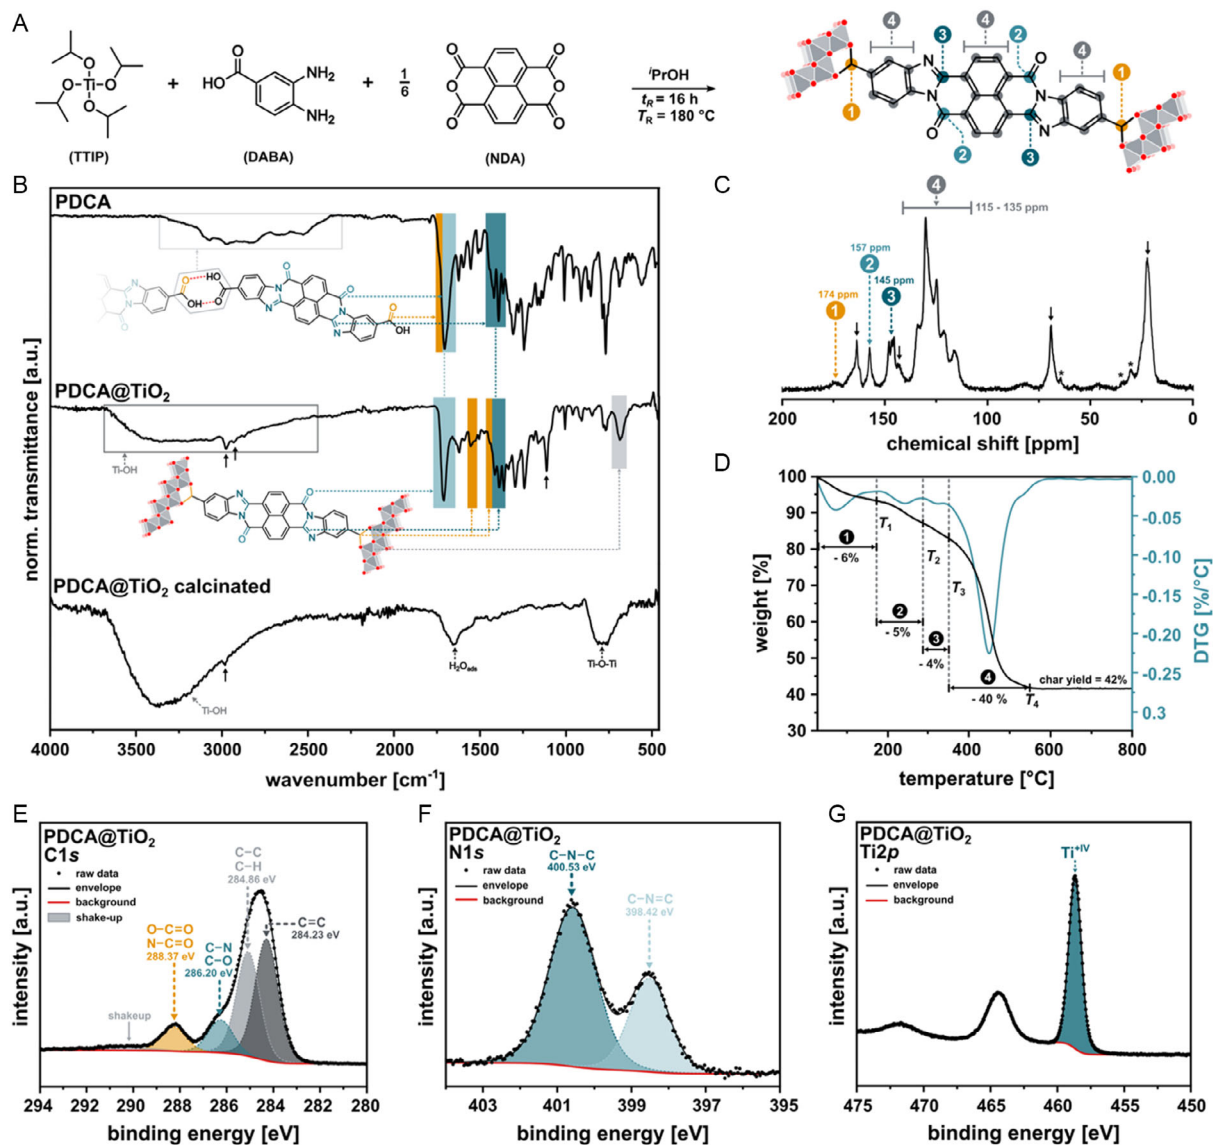 A
(TTIP)
+
HO
O
NH₂
NH₂
(DABA)
+
1
6
(NDA)
ⁱPrOH
t_R = 16 h
T_R = 180 °C
4
4
4
3
2
1
1
2
3
B
PDCA
PDCA@TiO₂
Ti-OH
PDCA@TiO₂ calcinated
Ti-OH
H₂O_ads
Ti-O-Ti
norm. transmittance [a.u.]
4000 3500 3000 2500 2000 1500 1000 500
wavenumber [cm⁻¹]
C
4
115 - 135 ppm
157 ppm
2
145 ppm
3
174 ppm
1
* * *
200 150 100 50 0
chemical shift [ppm]
D
100
90
80
70
60
50
40
30
weight [%]
1
- 6%
T₁
2
- 5%
T₂
3
- 4%
T₃
4
- 40 %
T₄
char yield = 42%
0.00
-0.05
-0.10
-0.15
-0.20
-0.25
0.3
DTG [%/°C]
0 200 400 600 800
temperature [°C]
E
PDCA@TiO₂
C1s
raw data
envelope
background
shake-up
C–C
C–H
284.86 eV
C=C
284.23 eV
O–C=O
N–C=O
288.37 eV
C–N
C–O
286.20 eV
shakeup
intensity [a.u.]
294 292 290 288 286 284 282 280
binding energy [eV]
F
PDCA@TiO₂
N1s
raw data
envelope
background
C–N–C
400.53 eV
C–N=C
398.42 eV
intensity [a.u.]
403 401 399 397 395
binding energy [eV]
G
PDCA@TiO₂
Ti2p
raw data
envelope
background
Ti⁺ᴵⱽ
intensity [a.u.]
475 470 465 460 455 450
binding energy [eV]